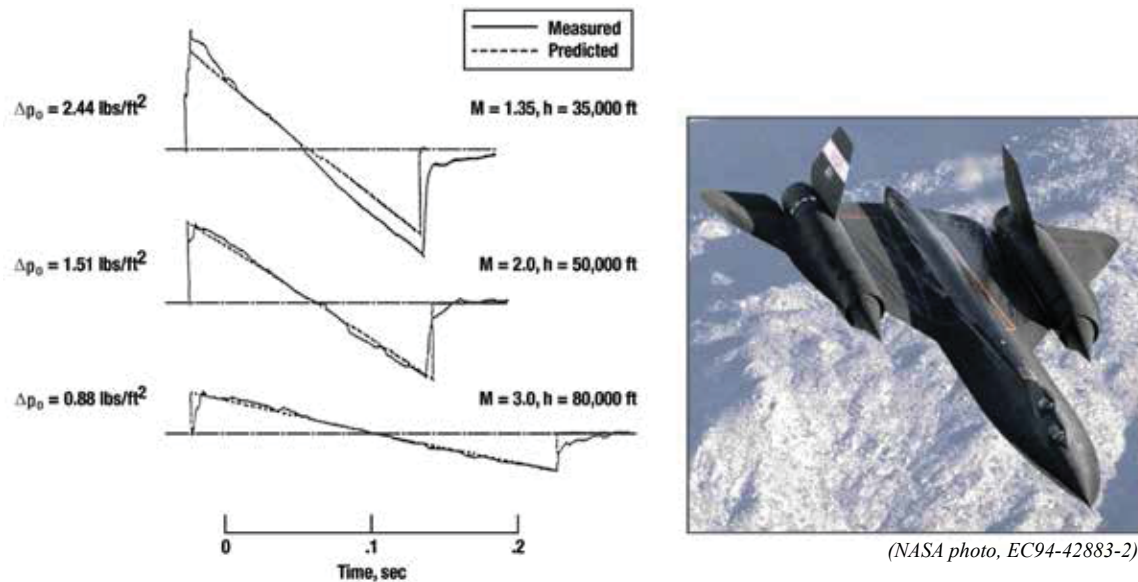 Measured
Predicted
Δp₀ = 2.44 lbs/ft²
M = 1.35, h = 35,000 ft
Δp₀ = 1.51 lbs/ft²
M = 2.0, h = 50,000 ft
Δp₀ = 0.88 lbs/ft²
M = 3.0, h = 80,000 ft
0
.1
.2
Time, sec
(NASA photo, EC94-42883-2)